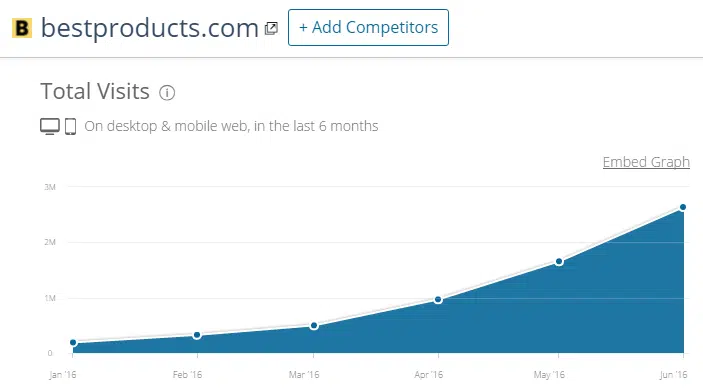 B bestproducts.com + Add Competitors
Total Visits i
On desktop & mobile web, in the last 6 months
Embed Graph
3M
2M
1M
0
Jan '16 Feb '16 Mar '16 Apr '16 May '16 Jun '16